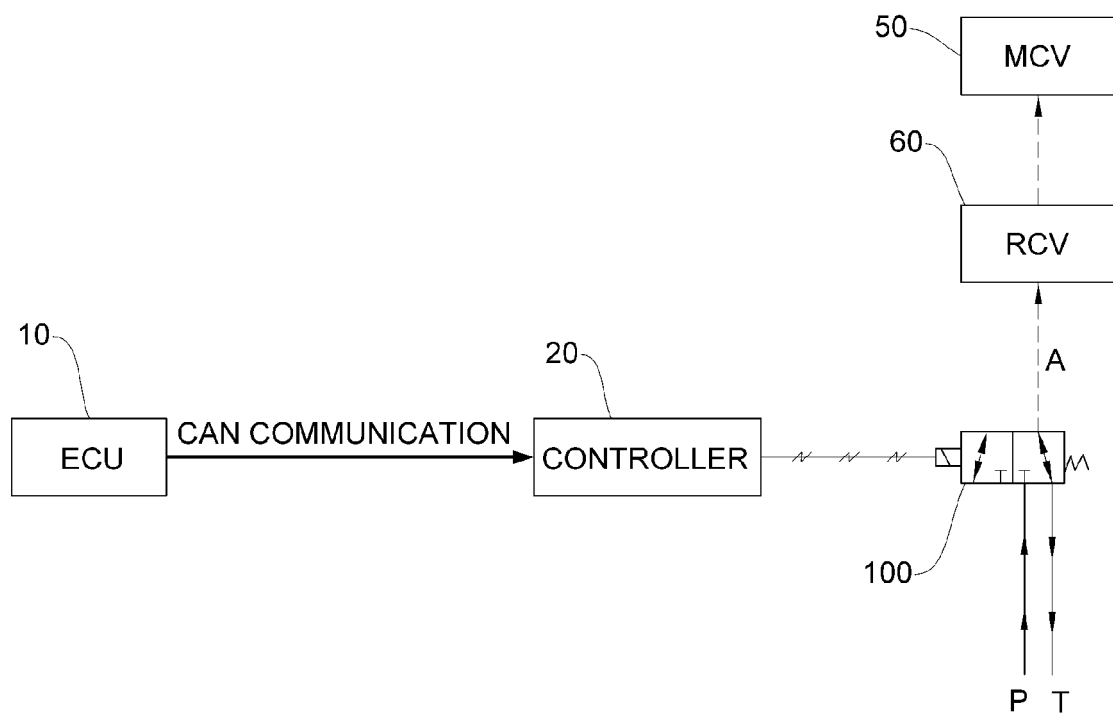 50
MCV
60
RCV
10
20
A
ECU
CAN COMMUNICATION
CONTROLLER
100
P
T